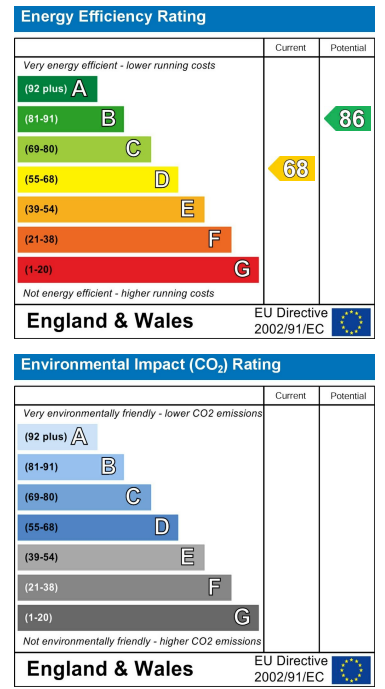 Energy Efficiency Rating
Current Potential
Very energy efficient - lower running costs
(92 plus) A
(81-91) B
86
(69-80) C
(55-68) D
68
(39-54) E
(21-38) F
(1-20) G
Not energy efficient - higher running costs
England & Wales
EU Directive
2002/91/EC
Environmental Impact (CO₂) Rating
Current Potential
Very environmentally friendly - lower CO2 emissions
(92 plus) A
(81-91) B
(69-80) C
(55-68) D
(39-54) E
(21-38) F
(1-20) G
Not environmentally friendly - higher CO2 emissions
England & Wales
EU Directive
2002/91/EC